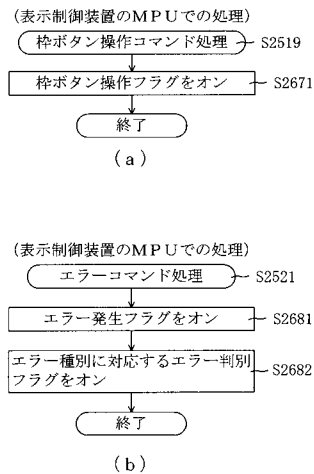 (表示制御装置のMPUでの処理)
枠ボタン操作コマンド処理 S2519
枠ボタン操作フラグをオン S2671
終了
(a)
(表示制御装置のMPUでの処理)
エラーコマンド処理 S2521
エラー発生フラグをオン S2681
エラー種別に対応するエラー判別
フラグをオン S2682
終了
(b)